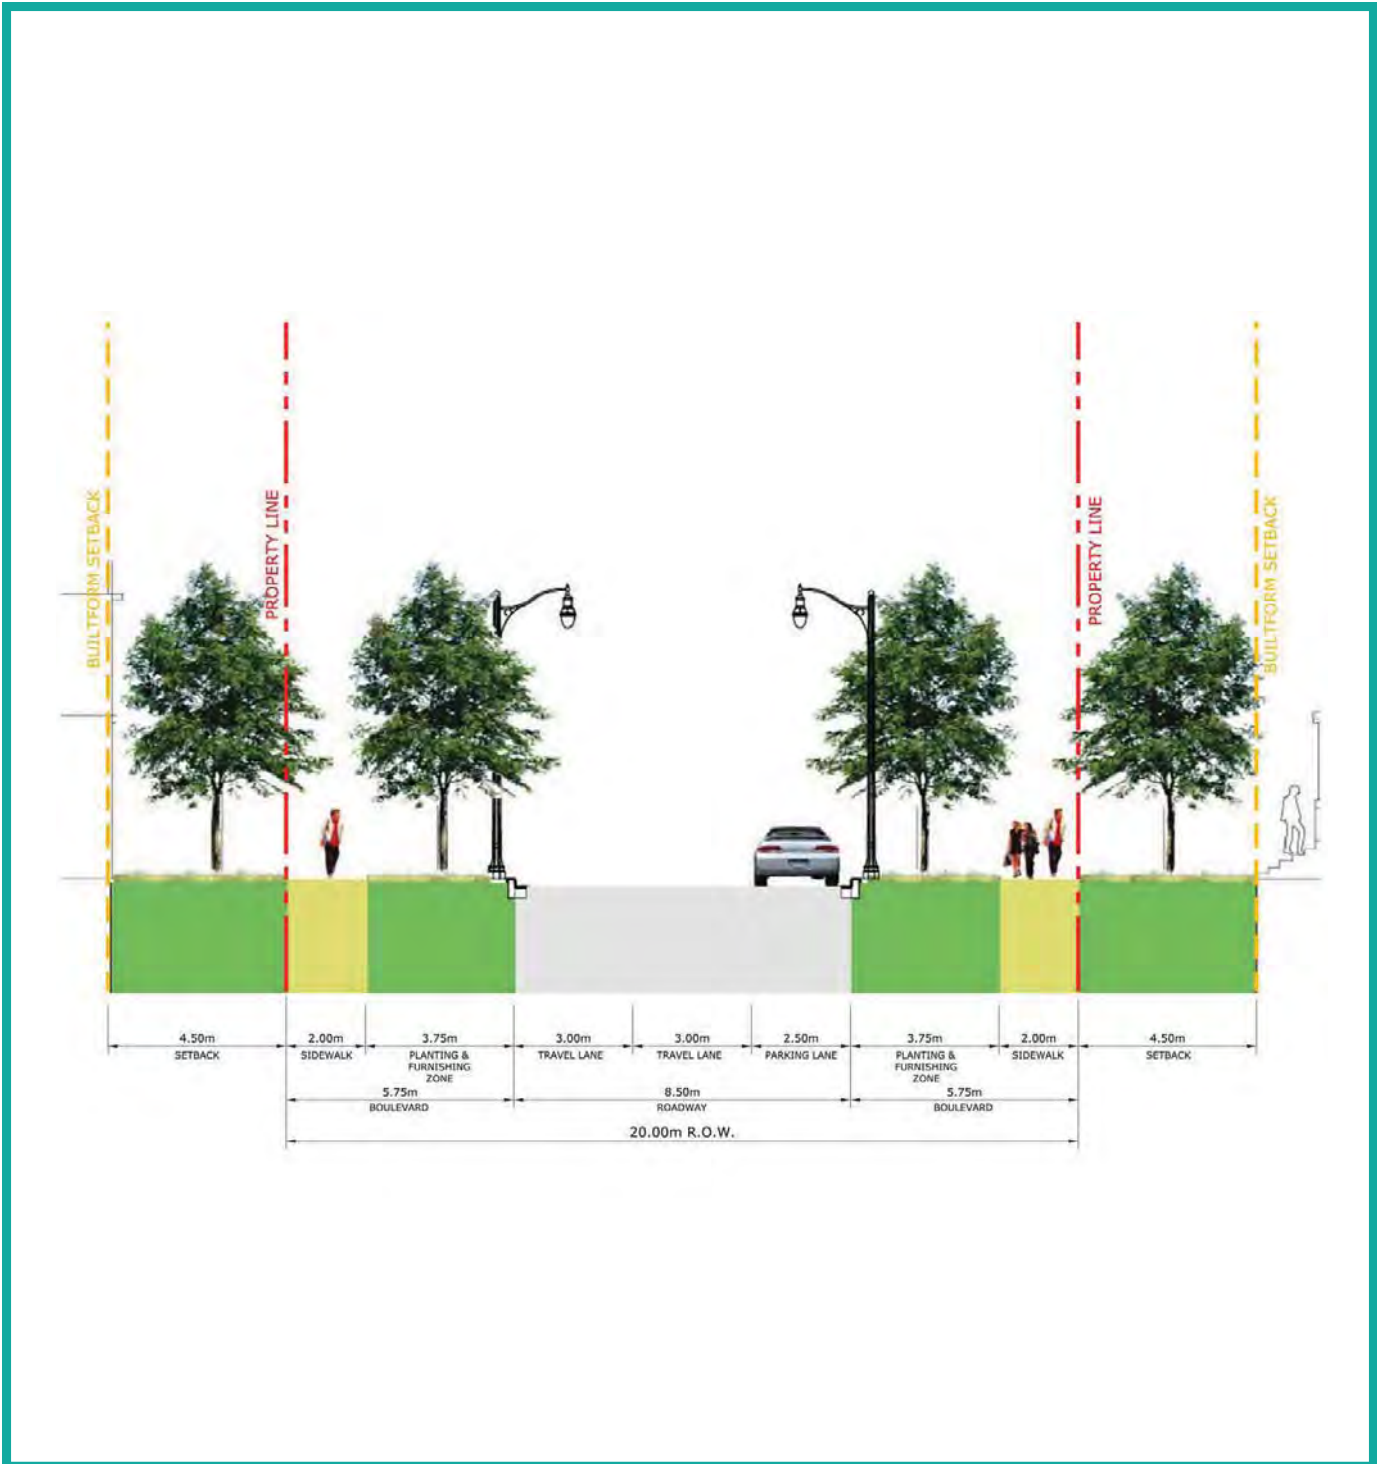 BUILTFORM SETBACK
PROPERTY LINE
PROPERTY LINE
BUILTFORM SETBACK
4.50m
SETBACK
2.00m
SIDEWALK
3.75m
PLANTING &
FURNISHING
ZONE
3.00m
TRAVEL LANE
3.00m
TRAVEL LANE
2.50m
PARKING LANE
3.75m
PLANTING &
FURNISHING
ZONE
2.00m
SIDEWALK
4.50m
SETBACK
5.75m
BOULEVARD
8.50m
ROADWAY
5.75m
BOULEVARD
20.00m R.O.W.